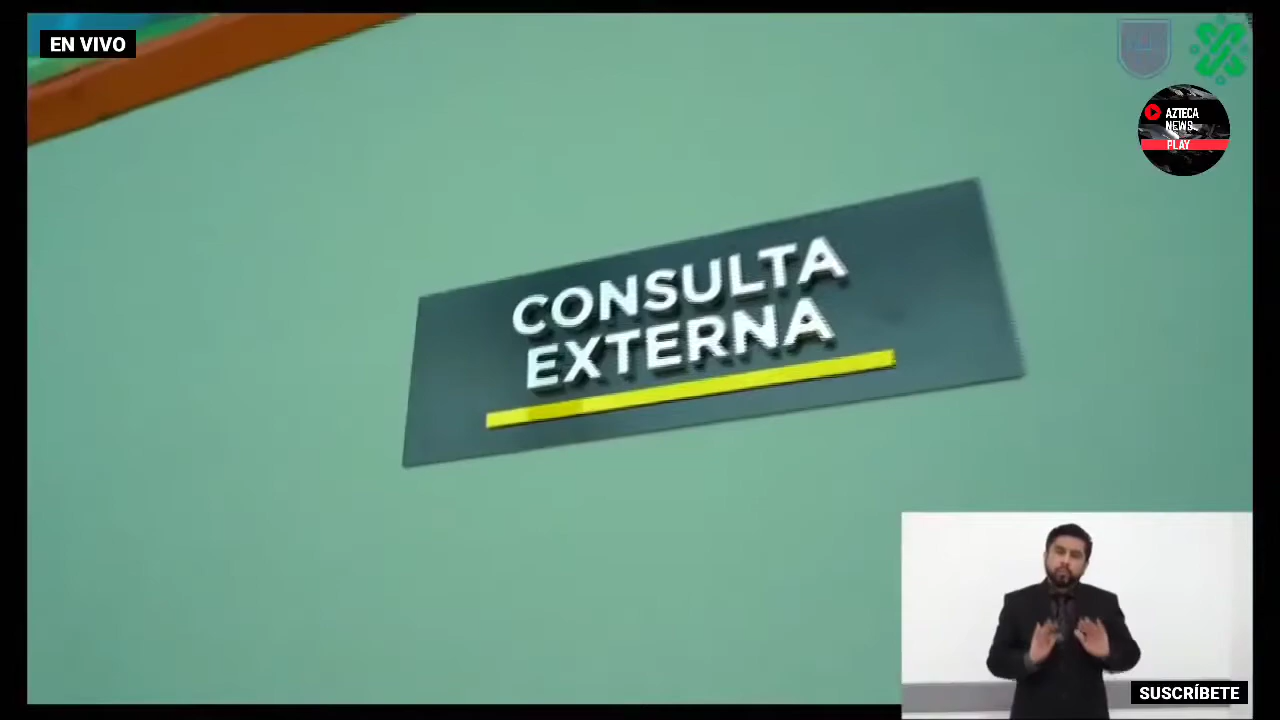 EN VIVO
AZTECA
NEWS
PLAY
CONSULTA
EXTERNA
SUSCRÍBETE